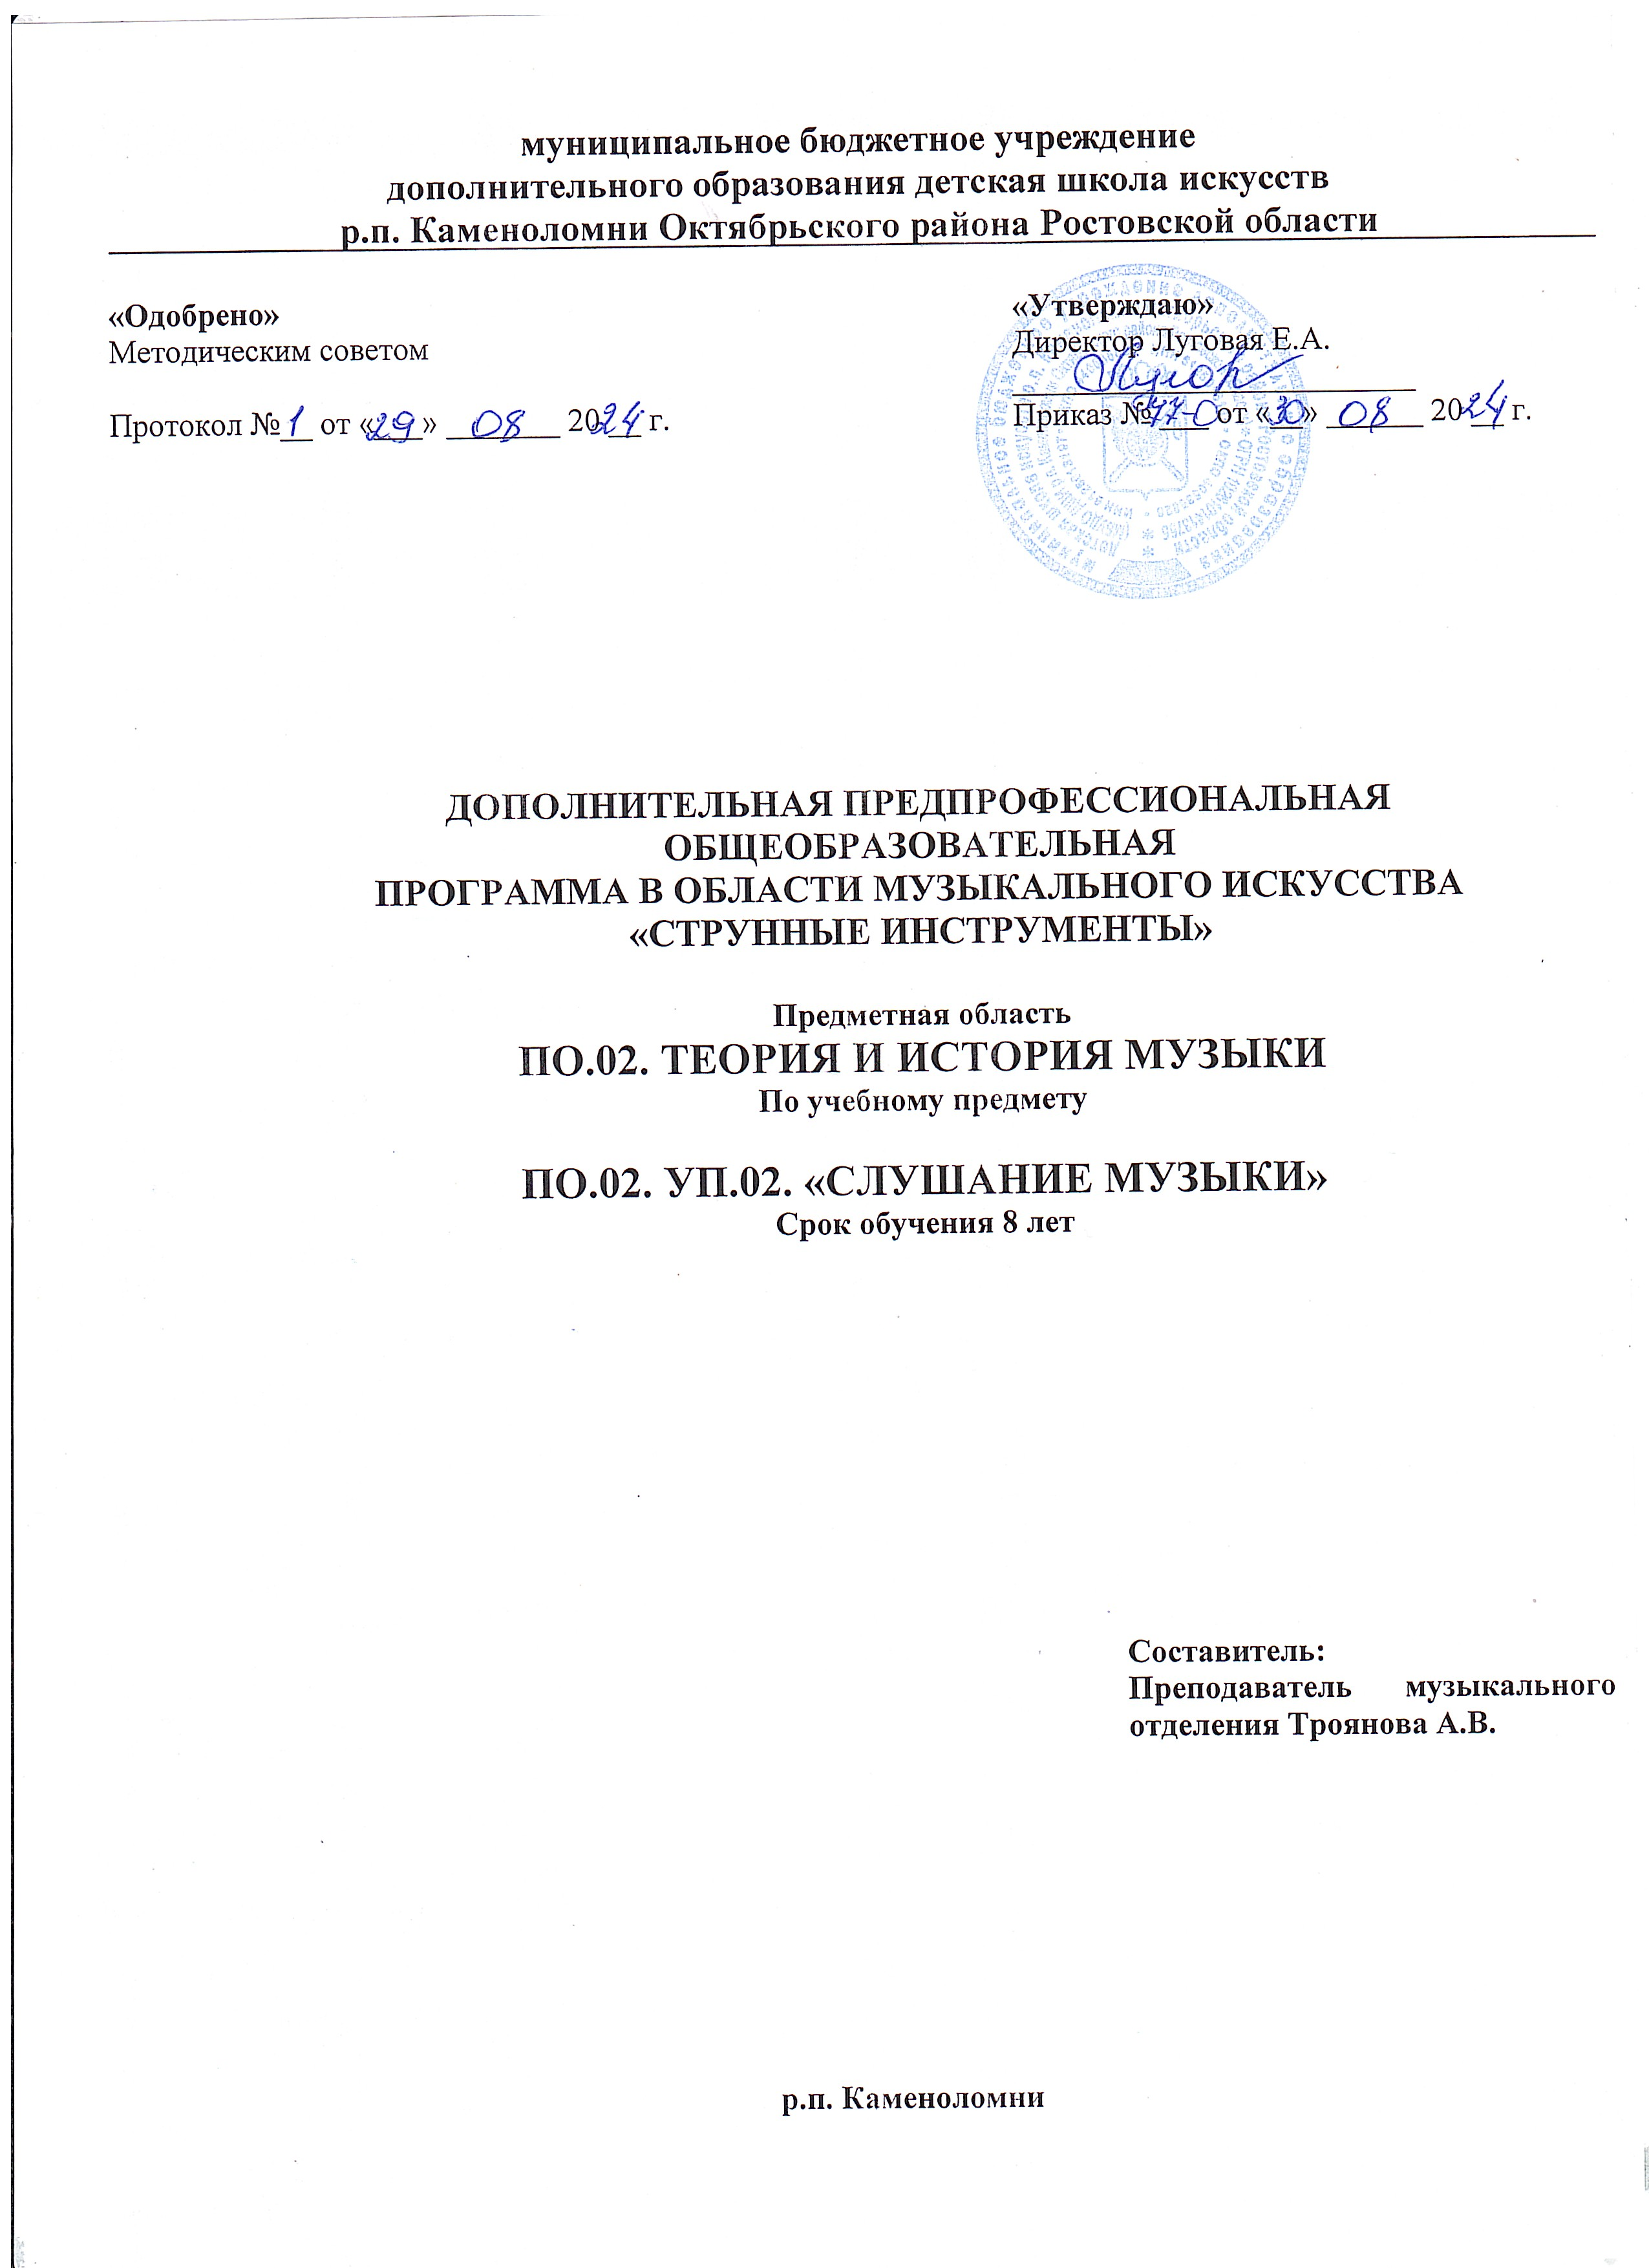 муниципальное бюджетное учреждение
дополнительного образования детская школа искусств
р.п. Каменоломни Октябрьского района Ростовской области
«Одобрено»
Методическим советом
Протокол № 1 от «29» 08 2024 г.
«Утверждаю»
Директор Луговая Е.А.
Приказ № 77-О от «30» 08 2024 г.
ДОПОЛНИТЕЛЬНАЯ ПРЕДПРОФЕССИОНАЛЬНАЯ
ОБЩЕОБРАЗОВАТЕЛЬНАЯ
ПРОГРАММА В ОБЛАСТИ МУЗЫКАЛЬНОГО ИСКУССТВА
«СТРУННЫЕ ИНСТРУМЕНТЫ»
Предметная область
ПО.02. ТЕОРИЯ И ИСТОРИЯ МУЗЫКИ
По учебному предмету
ПО.02. УП.02. «СЛУШАНИЕ МУЗЫКИ»
Срок обучения 8 лет
Составитель:
Преподаватель музыкального
отделения Троянова А.В.
р.п. Каменоломни